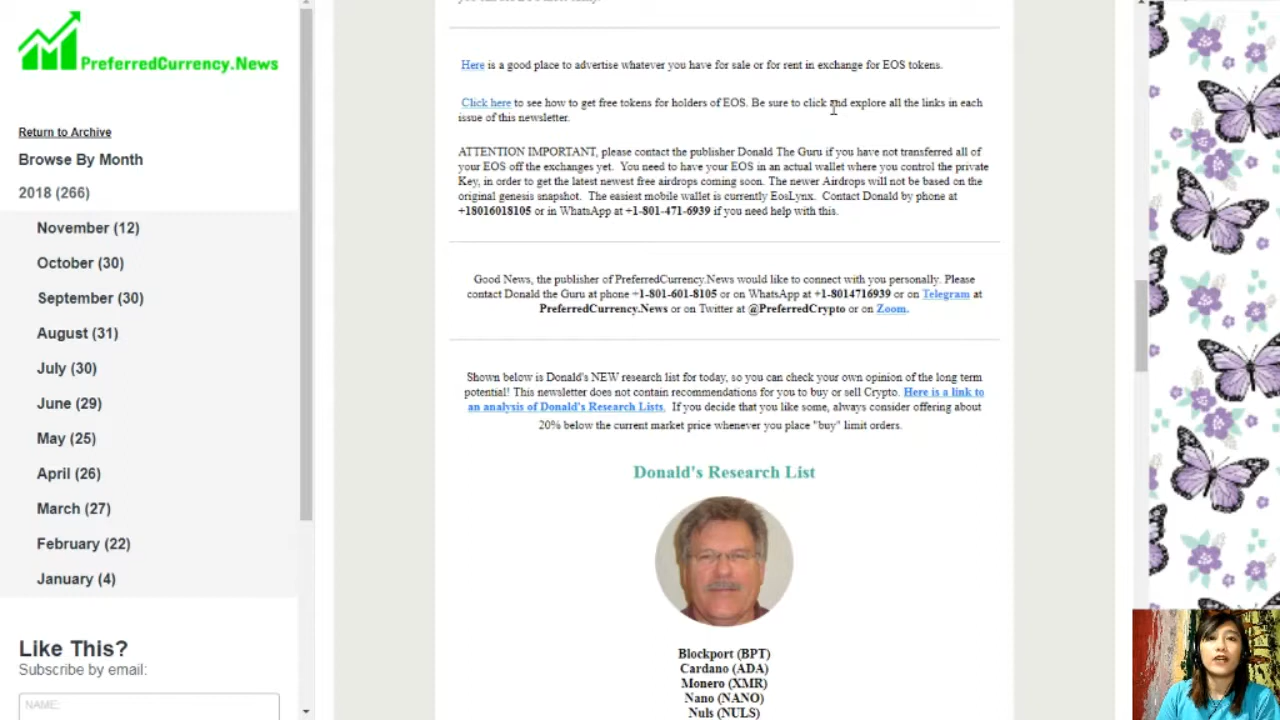 PreferredCurrency.News
Return to Archive
Browse By Month
2018 (266)
November (12)
October (30)
September (30)
August (31)
July (30)
June (29)
May (25)
April (26)
March (27)
February (22)
January (4)
Like This?
Subscribe by email:
NAME:
Here is a good place to advertise whatever you have for sale or for rent in exchange for EOS tokens.
Click here to see how to get free tokens for holders of EOS. Be sure to click and explore all the links in each
issue of this newsletter.
ATTENTION IMPORTANT, please contact the publisher Donald The Guru if you have not transferred all of
your EOS off the exchanges yet. You need to have your EOS in an actual wallet where you control the private
Key, in order to get the latest newest free airdrops coming soon. The newer Airdrops will not be based on the
original genesis snapshot. The easiest mobile wallet is currently EosLynx. Contact Donald by phone at
+18016018105 or in WhatsApp at +1-801-471-6939 if you need help with this.
Good News, the publisher of PreferredCurrency.News would like to connect with you personally. Please
contact Donald the Guru at phone +1-801-601-8105 or on WhatsApp at +1-8014716939 or on Telegram at
PreferredCurrency.News or on Twitter at @PreferredCrypto or on Zoom.
Shown below is Donald's NEW research list for today, so you can check your own opinion of the long term
potential! This newsletter does not contain recommendations for you to buy or sell Crypto. Here is a link to
an analysis of Donald's Research Lists. If you decide that you like some, always consider offering about
20% below the current market price whenever you place "buy" limit orders.
Donald's Research List
Blockport (BPT)
Cardano (ADA)
Monero (XMR)
Nano (NANO)
Nuls (NULS)